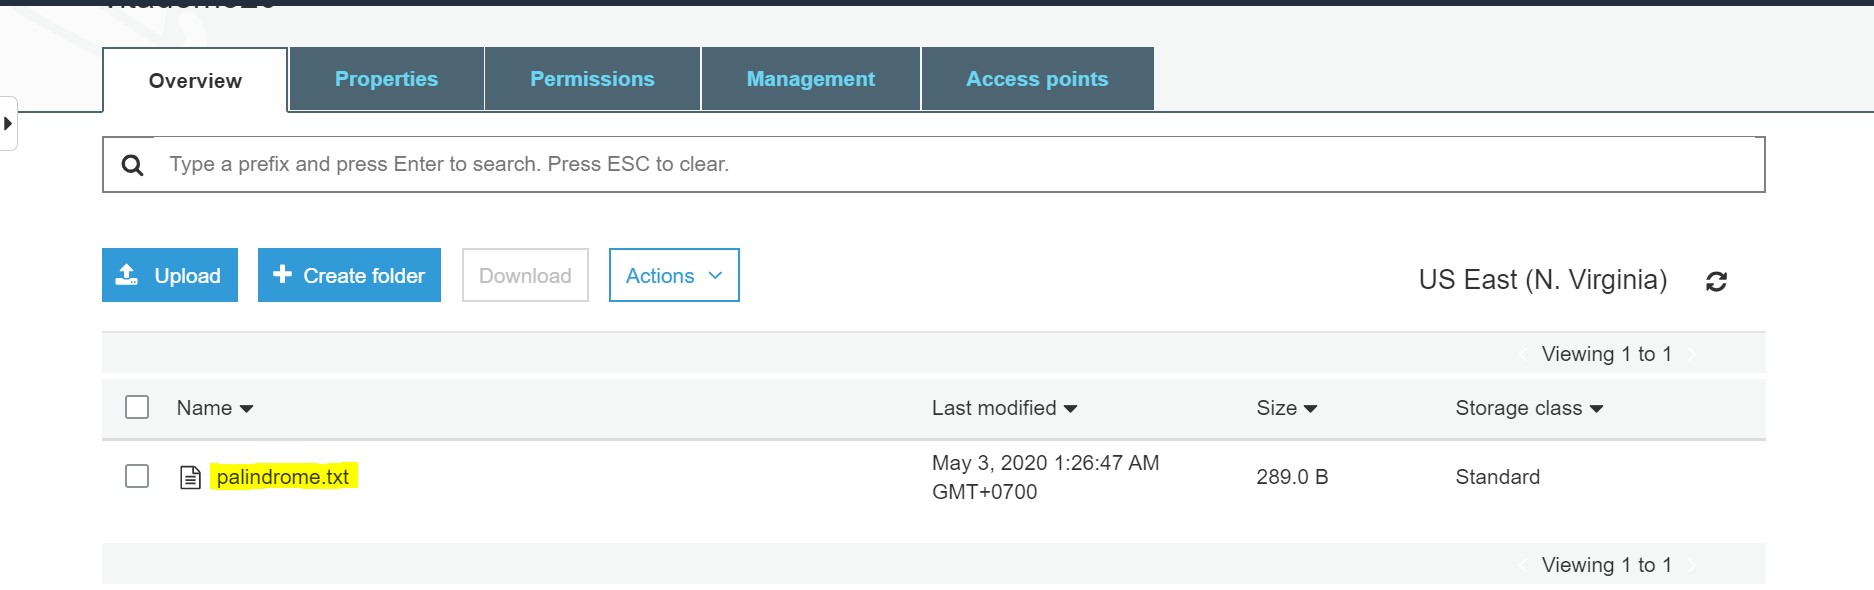 Overview Properties Permissions Management Access points
Type a prefix and press Enter to search. Press ESC to clear.
Upload Create folder Download Actions US East (N. Virginia)
Viewing 1 to 1
Name Last modified Size Storage class
palindrome.txt May 3, 2020 1:26:47 AM GMT+0700 289.0 B Standard
Viewing 1 to 1